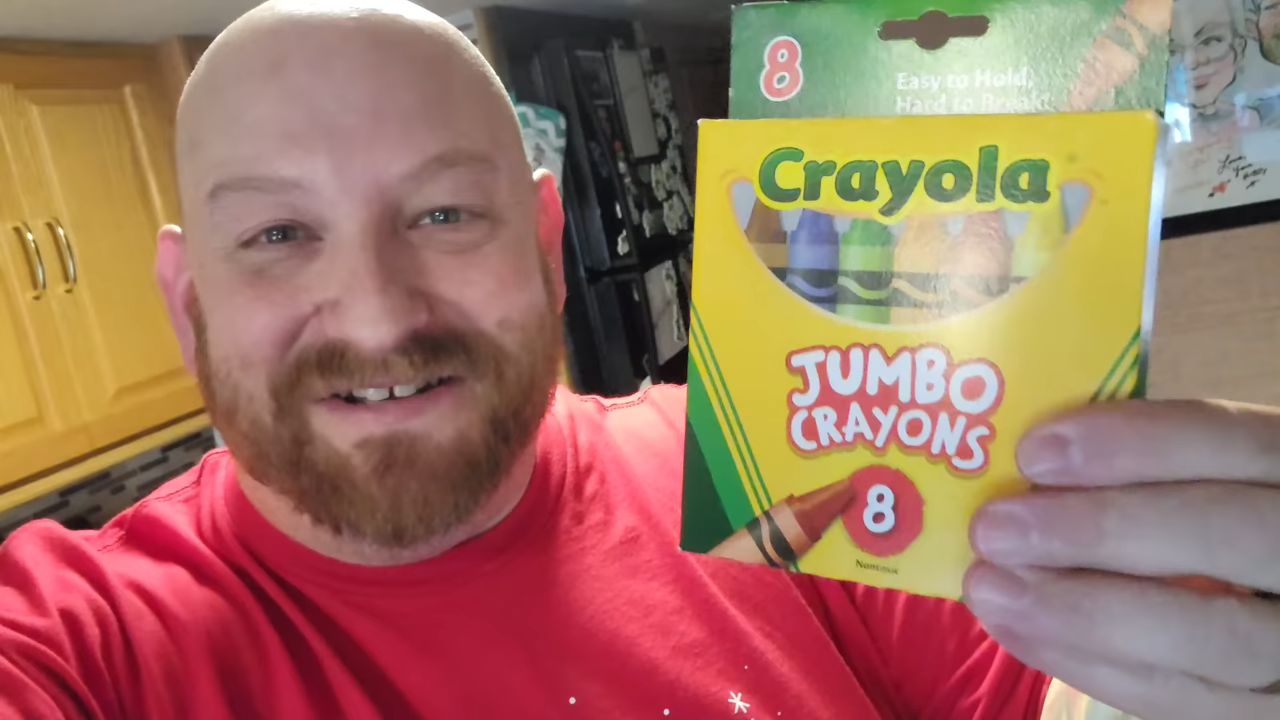 8
Easy to Hold,
Hard to Break!
Crayola
JUMBO
CRAYONS
8
Nontoxic